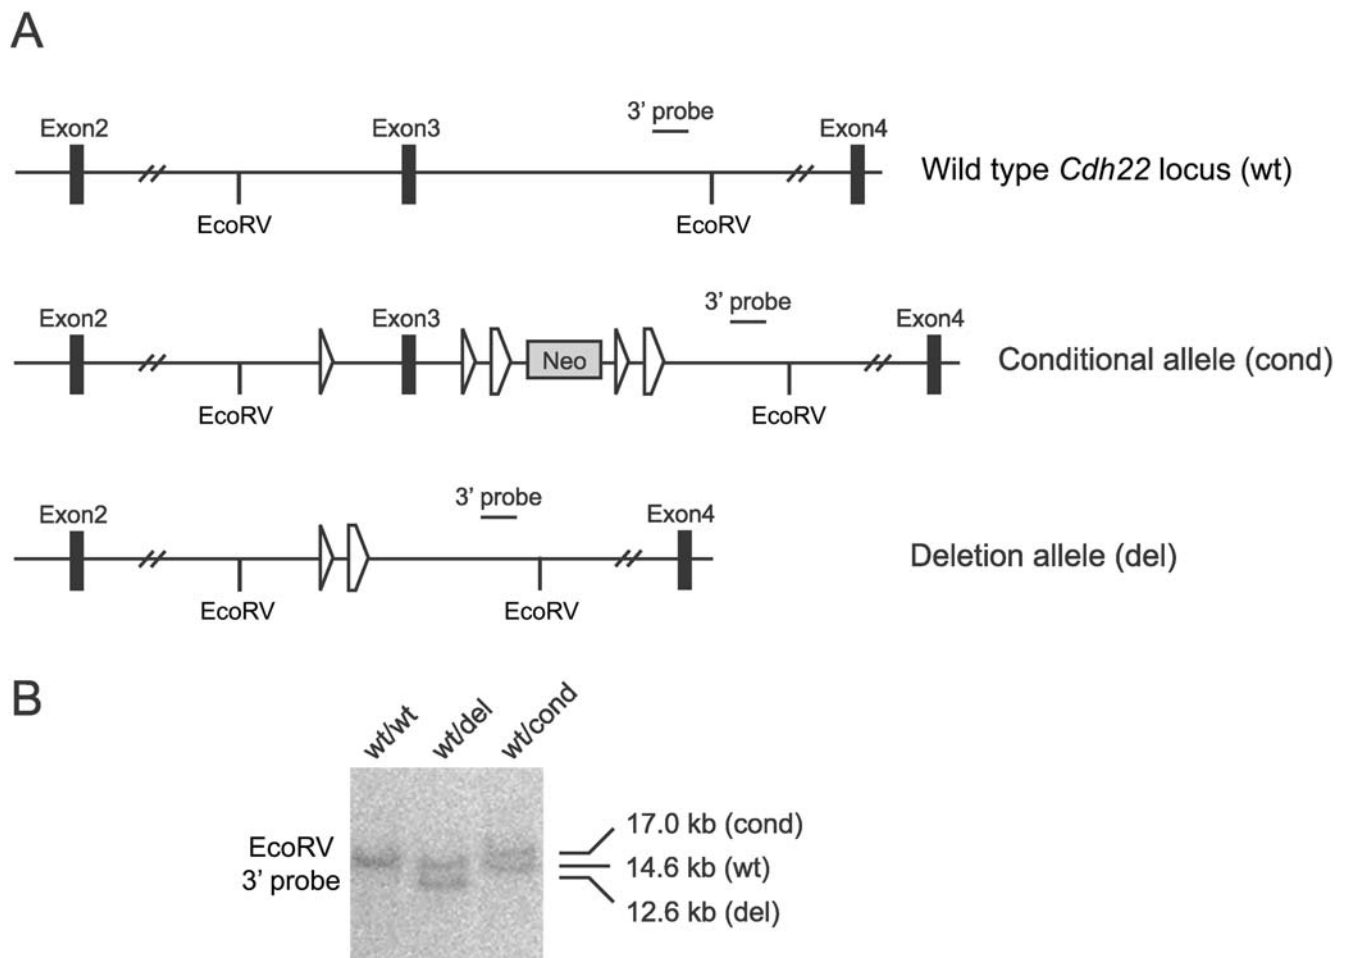 A
3’ probe
Exon2
Exon3
Exon4
Wild type Cdh22 locus (wt)
EcoRV
EcoRV
3’ probe
Exon2
Exon3
Exon4
Neo
Conditional allele (cond)
EcoRV
EcoRV
3’ probe
Exon2
Exon4
Deletion allele (del)
EcoRV
EcoRV
B
wt/wt
wt/del
wt/cond
EcoRV
3’ probe
17.0 kb (cond)
14.6 kb (wt)
12.6 kb (del)